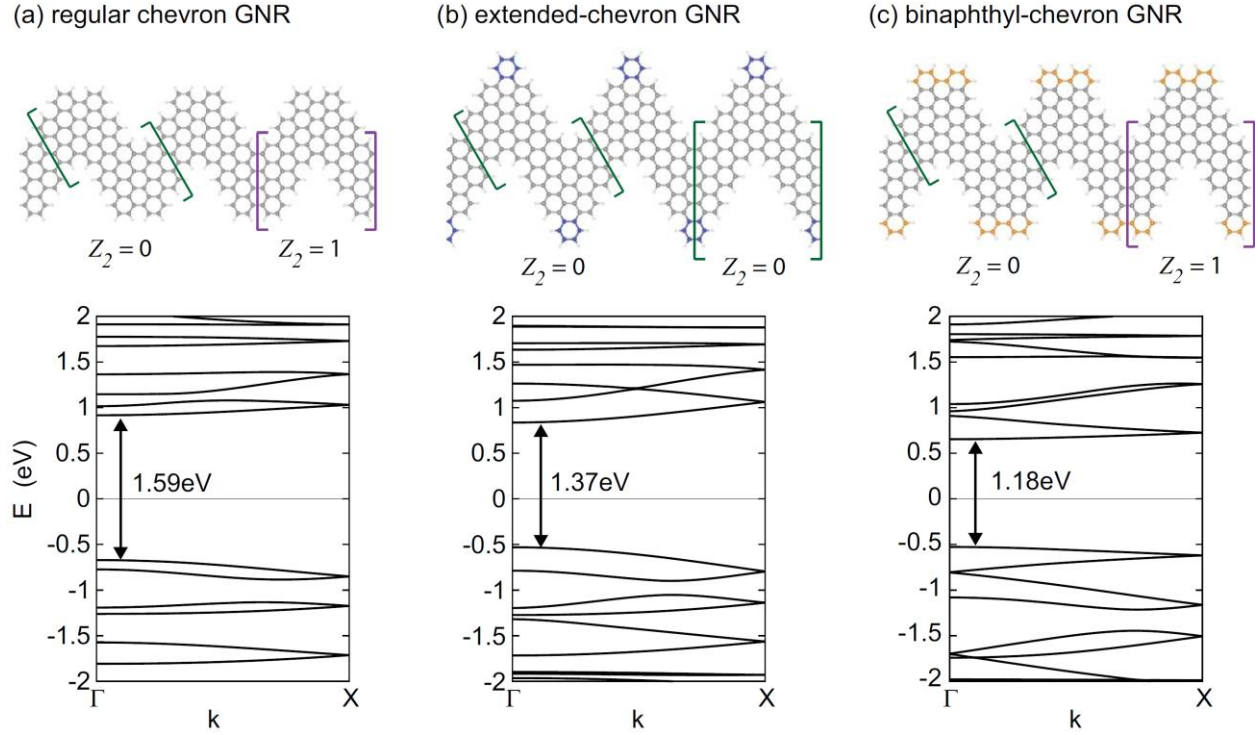 (a) regular chevron GNR
(b) extended-chevron GNR
(c) binaphthyl-chevron GNR
Z2 = 0
Z2 = 1
Z2 = 0
Z2 = 0
Z2 = 0
Z2 = 1
E (eV)
2
1.5
1
0.5
0
-0.5
-1
-1.5
-2
1.59eV
Γ
X
k
2
1.5
1
0.5
0
-0.5
-1
-1.5
-2
1.37eV
Γ
X
k
2
1.5
1
0.5
0
-0.5
-1
-1.5
-2
1.18eV
Γ
X
k